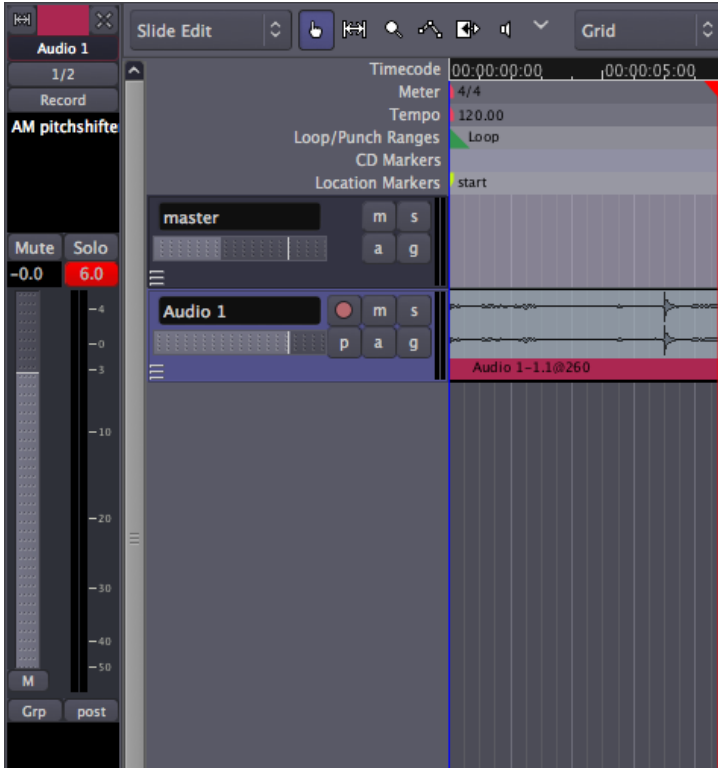 Audio 1
1/2
Record
AM pitchshifte
Mute Solo
-0.0 6.0
-4
-0
-3
-10
-20
-30
-40
-50
M
Grp post
Slide Edit Grid
Timecode 00:00:00:00 00:00:05:00
Meter 4/4
Tempo 120.00
Loop/Punch Ranges Loop
CD Markers
Location Markers start
master m s
a g
Audio 1 m s
p a g
Audio 1-1.1@260